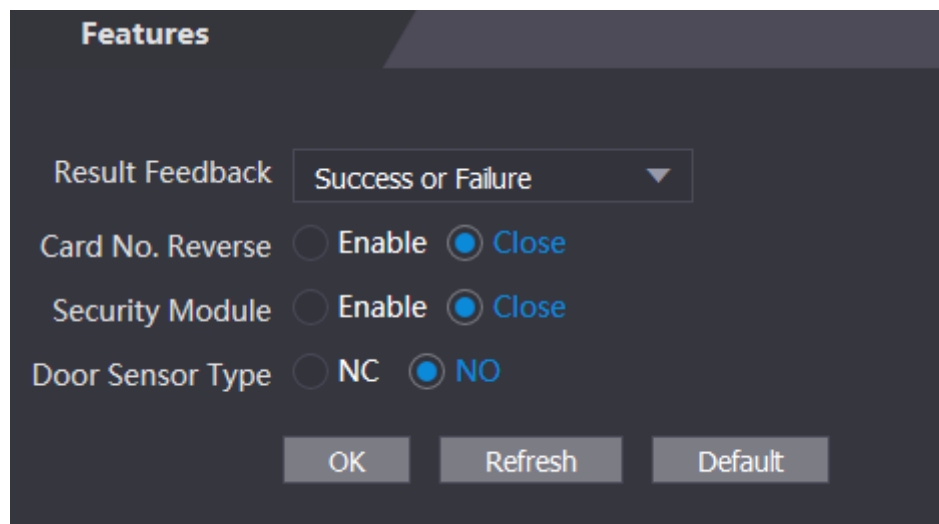 Features
Result Feedback Success or Failure
Card No. Reverse Enable Close
Security Module Enable Close
Door Sensor Type NC NO
OK Refresh Default